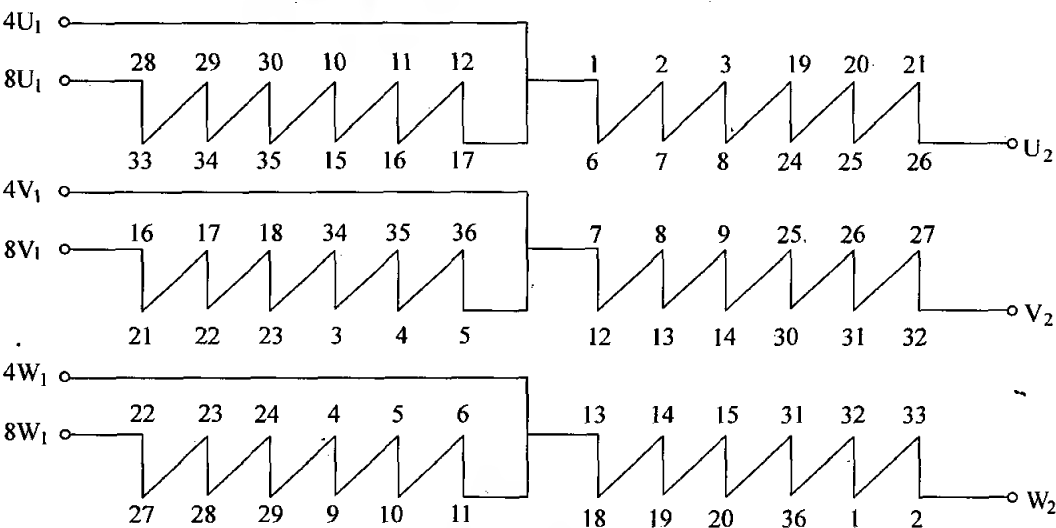 4U₁
28 29 30 10 11 12 1 2 3 19 20 21
8U₁
33 34 35 15 16 17 6 7 8 24 25 26
U₂
4V₁
16 17 18 34 35 36 7 8 9 25 26 27
8V₁
21 22 23 3 4 5 12 13 14 30 31 32
V₂
4W₁
22 23 24 4 5 6 13 14 15 31 32 33
8W₁
27 28 29 9 10 11 18 19 20 36 1 2
W₂